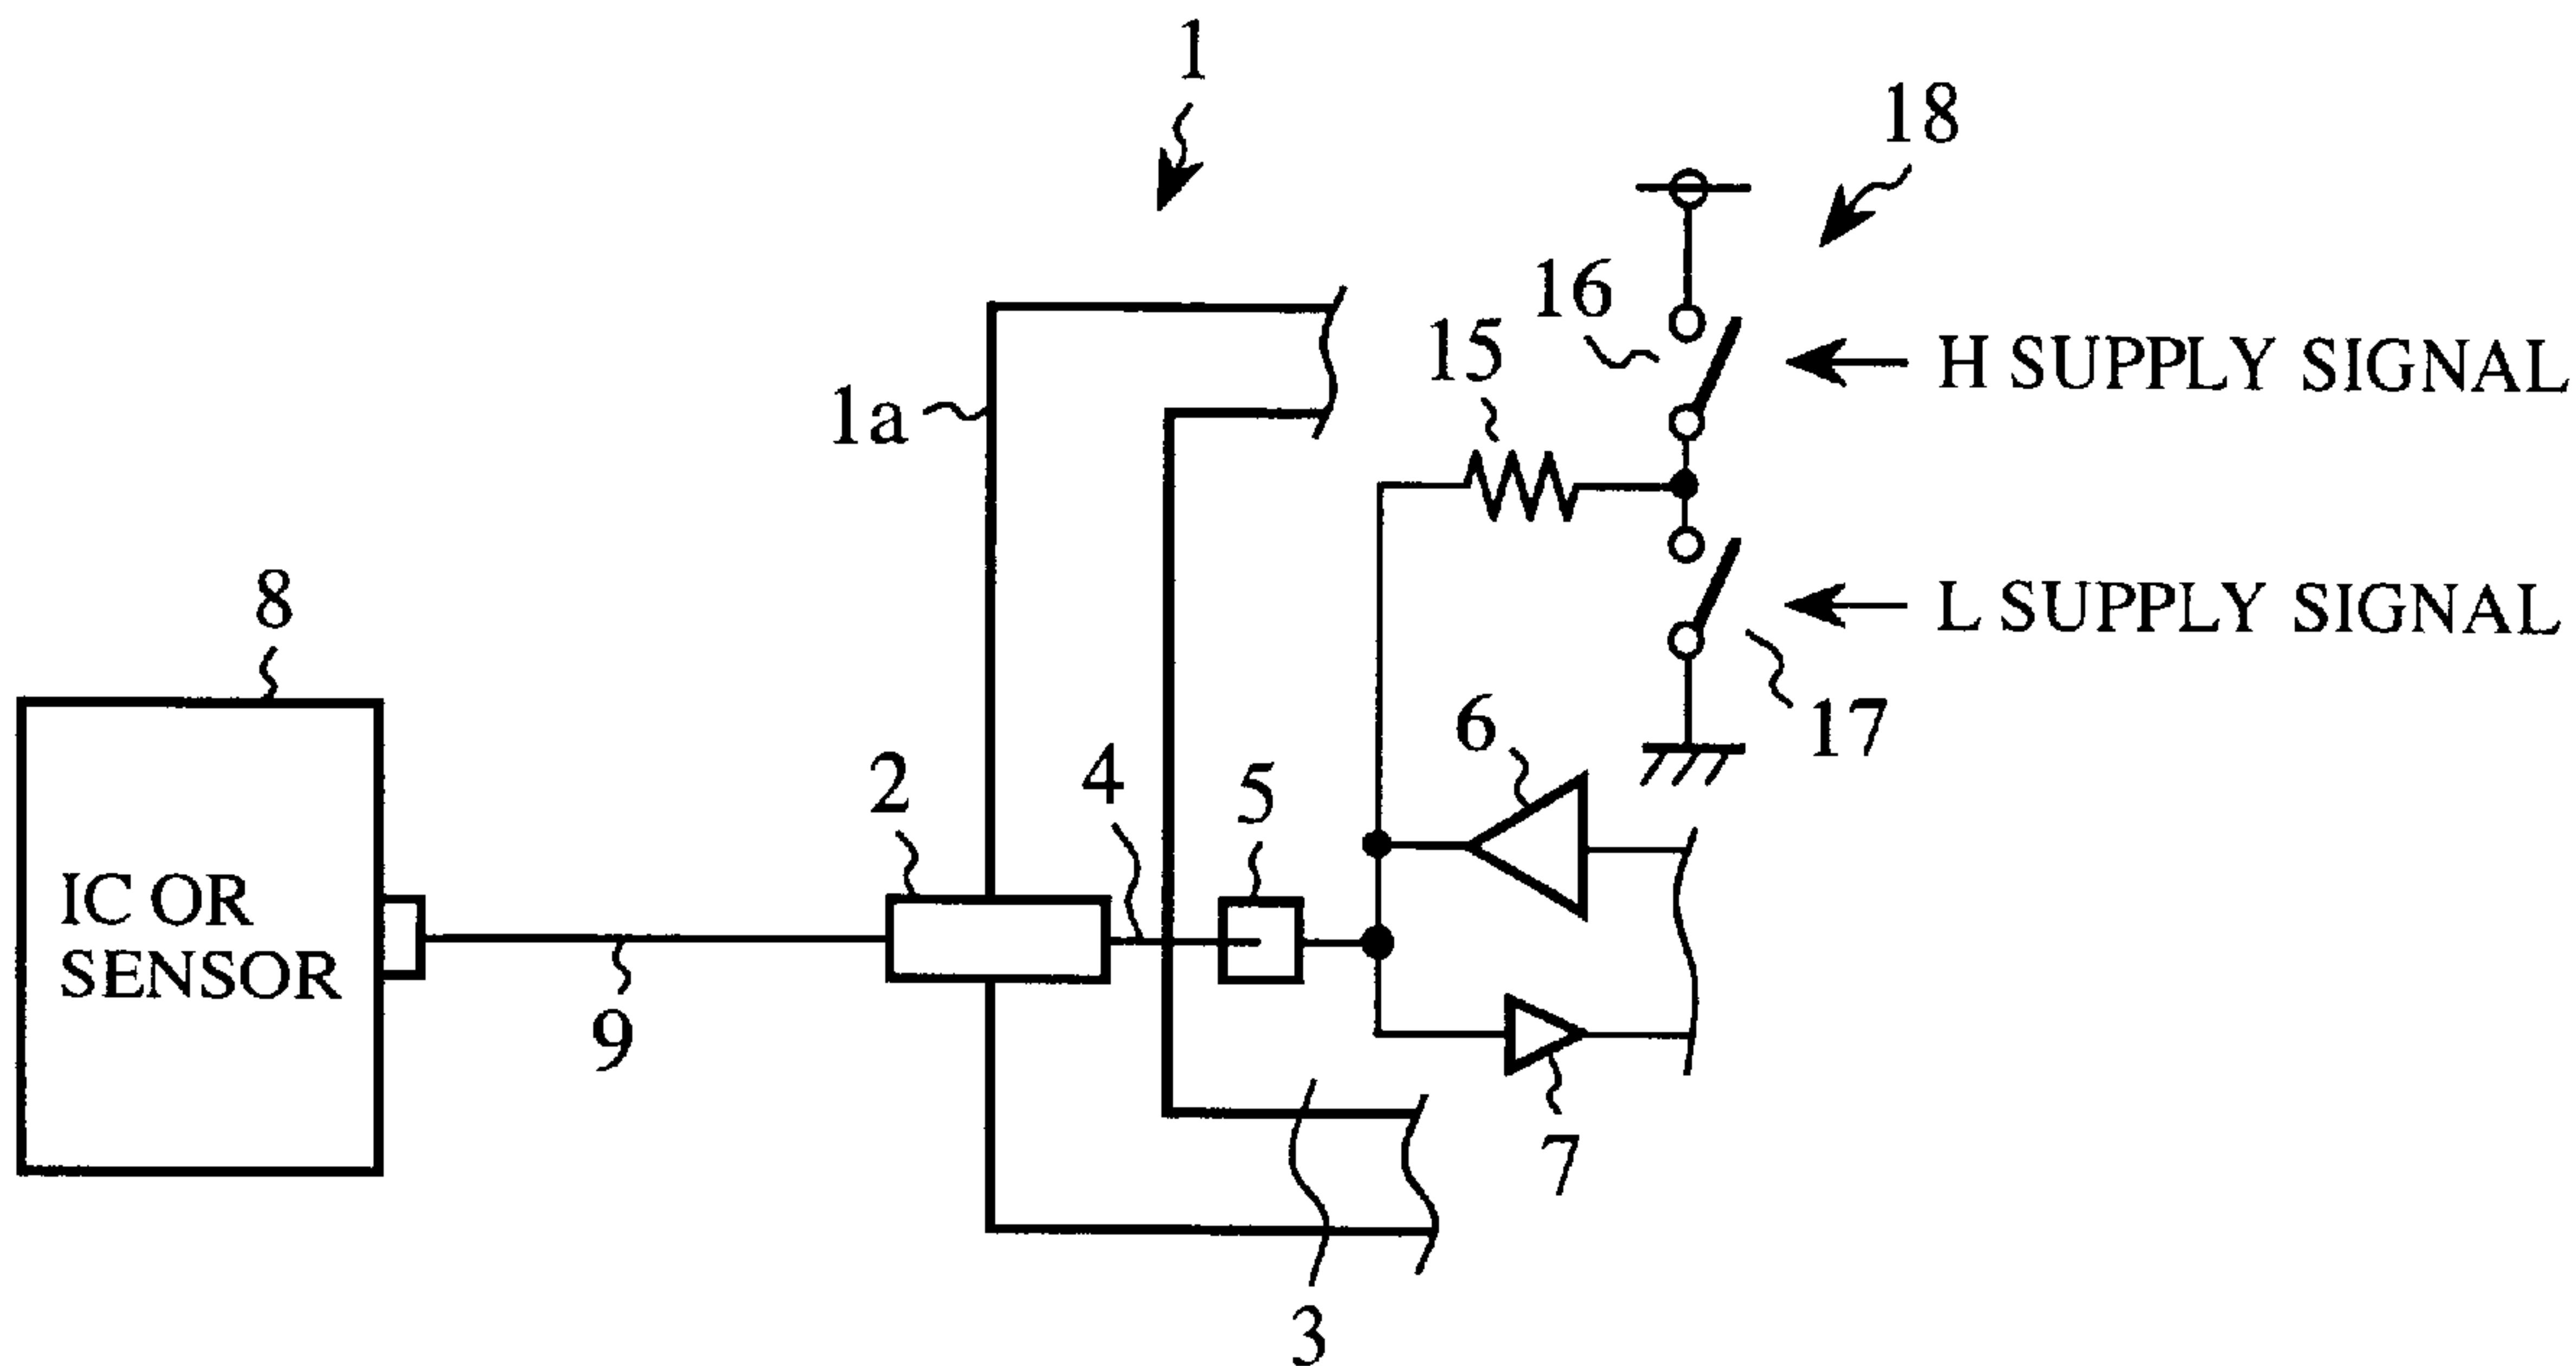 1
18
16
H SUPPLY SIGNAL
15
1a
8
L SUPPLY SIGNAL
17
6
2
4
5
IC OR
SENSOR
9
7
3